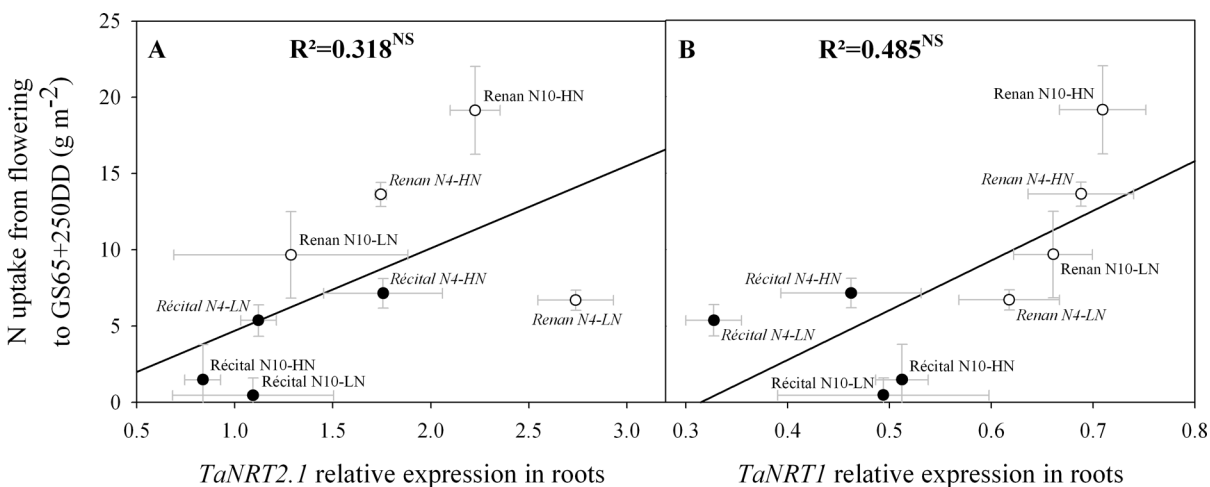 A
R²=0.318NS
B
R²=0.485NS
N uptake from flowering
to GS65+250DD (g m-2)
25
20
15
10
5
0
Renan N10-HN
Renan N4-HN
Renan N10-LN
Récital N4-HN
Récital N4-LN
Renan N4-LN
Récital N10-HN
Récital N10-LN
Renan N10-HN
Renan N4-HN
Renan N10-LN
Récital N4-HN
Renan N4-LN
Récital N4-LN
Récital N10-HN
Récital N10-LN
0.5 1.0 1.5 2.0 2.5 3.0
0.3 0.4 0.5 0.6 0.7 0.8
TaNRT2.1 relative expression in roots
TaNRT1 relative expression in roots